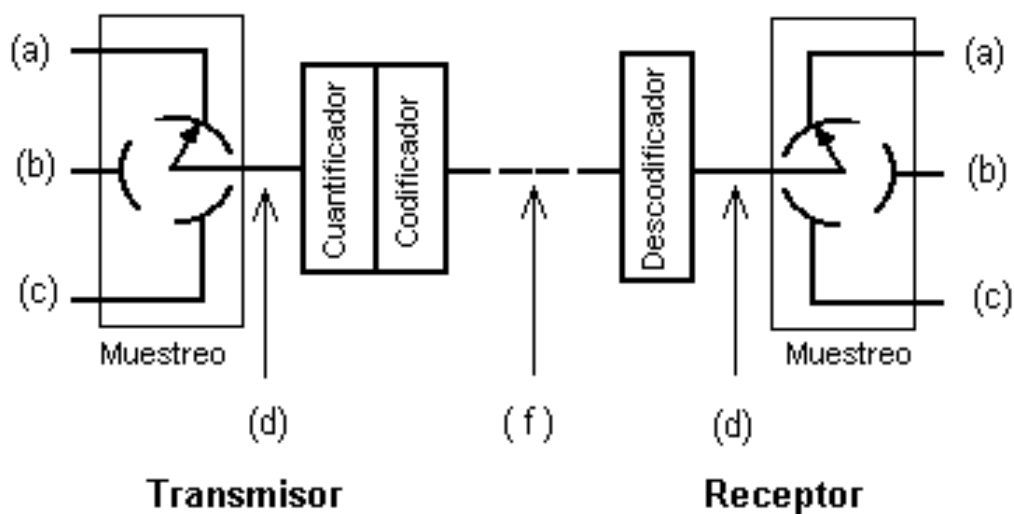 (a)
(b)
(c)
Muestreo
(d)
Cuantificador
Codificador
( f )
Descodificador
(d)
(a)
(b)
(c)
Muestreo
Transmisor
Receptor